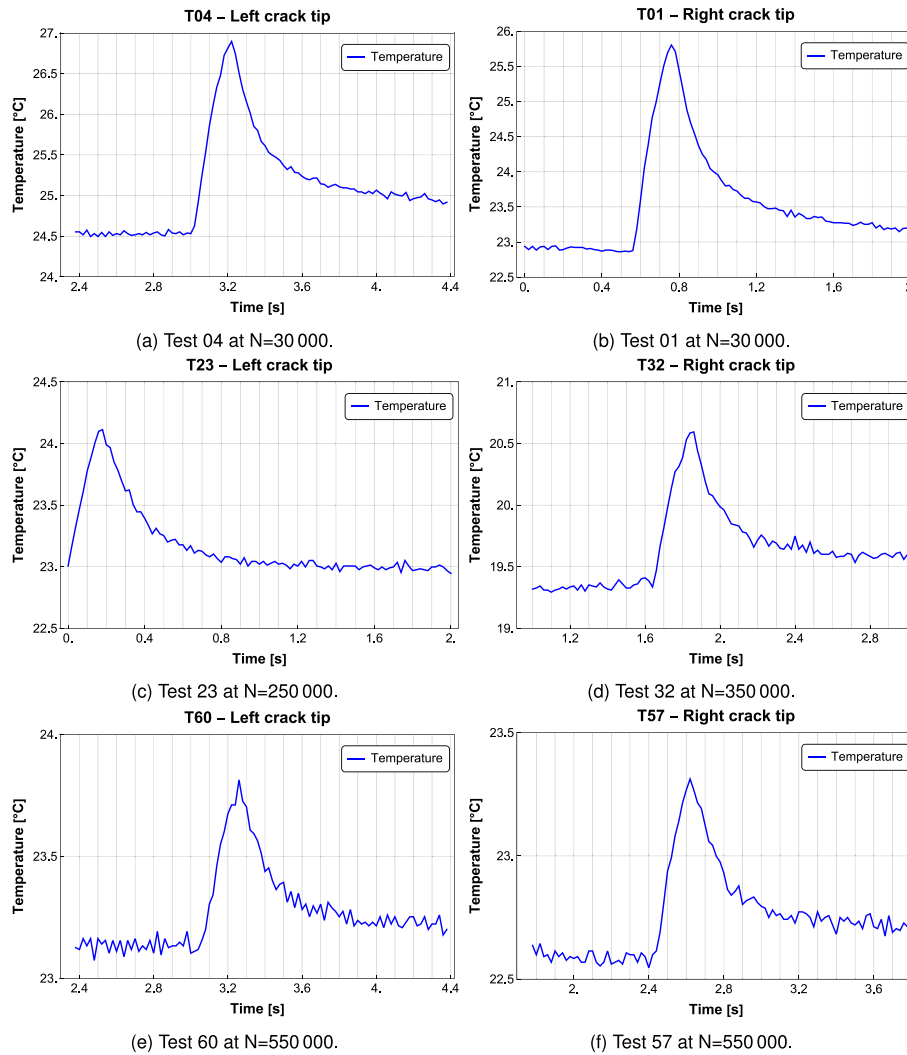 T04 – Left crack tip
Temperature [°C]
27.
26.5
26.
25.5
25.
24.5
24.
Temperature
2.4
2.8
3.2
3.6
4.
4.4
Time [s]
(a) Test 04 at N=30 000.
T01 – Right crack tip
Temperature [°C]
26.
25.5
25.
24.5
24.
23.5
23.
22.5
Temperature
0.
0.4
0.8
1.2
1.6
2
Time [s]
(b) Test 01 at N=30 000.
T23 – Left crack tip
Temperature [°C]
24.5
24.
23.5
23.
22.5
Temperature
0.
0.4
0.8
1.2
1.6
2.
Time [s]
(c) Test 23 at N=250 000.
T32 – Right crack tip
Temperature [°C]
21.
20.5
20.
19.5
19.
Temperature
1.2
1.6
2.
2.4
2.8
Time [s]
(d) Test 32 at N=350 000.
T60 – Left crack tip
Temperature [°C]
24.
23.5
23.
Temperature
2.4
2.8
3.2
3.6
4.
4.4
Time [s]
(e) Test 60 at N=550 000.
T57 – Right crack tip
Temperature [°C]
23.5
23.
22.5
Temperature
2.
2.4
2.8
3.2
3.6
Time [s]
(f) Test 57 at N=550 000.